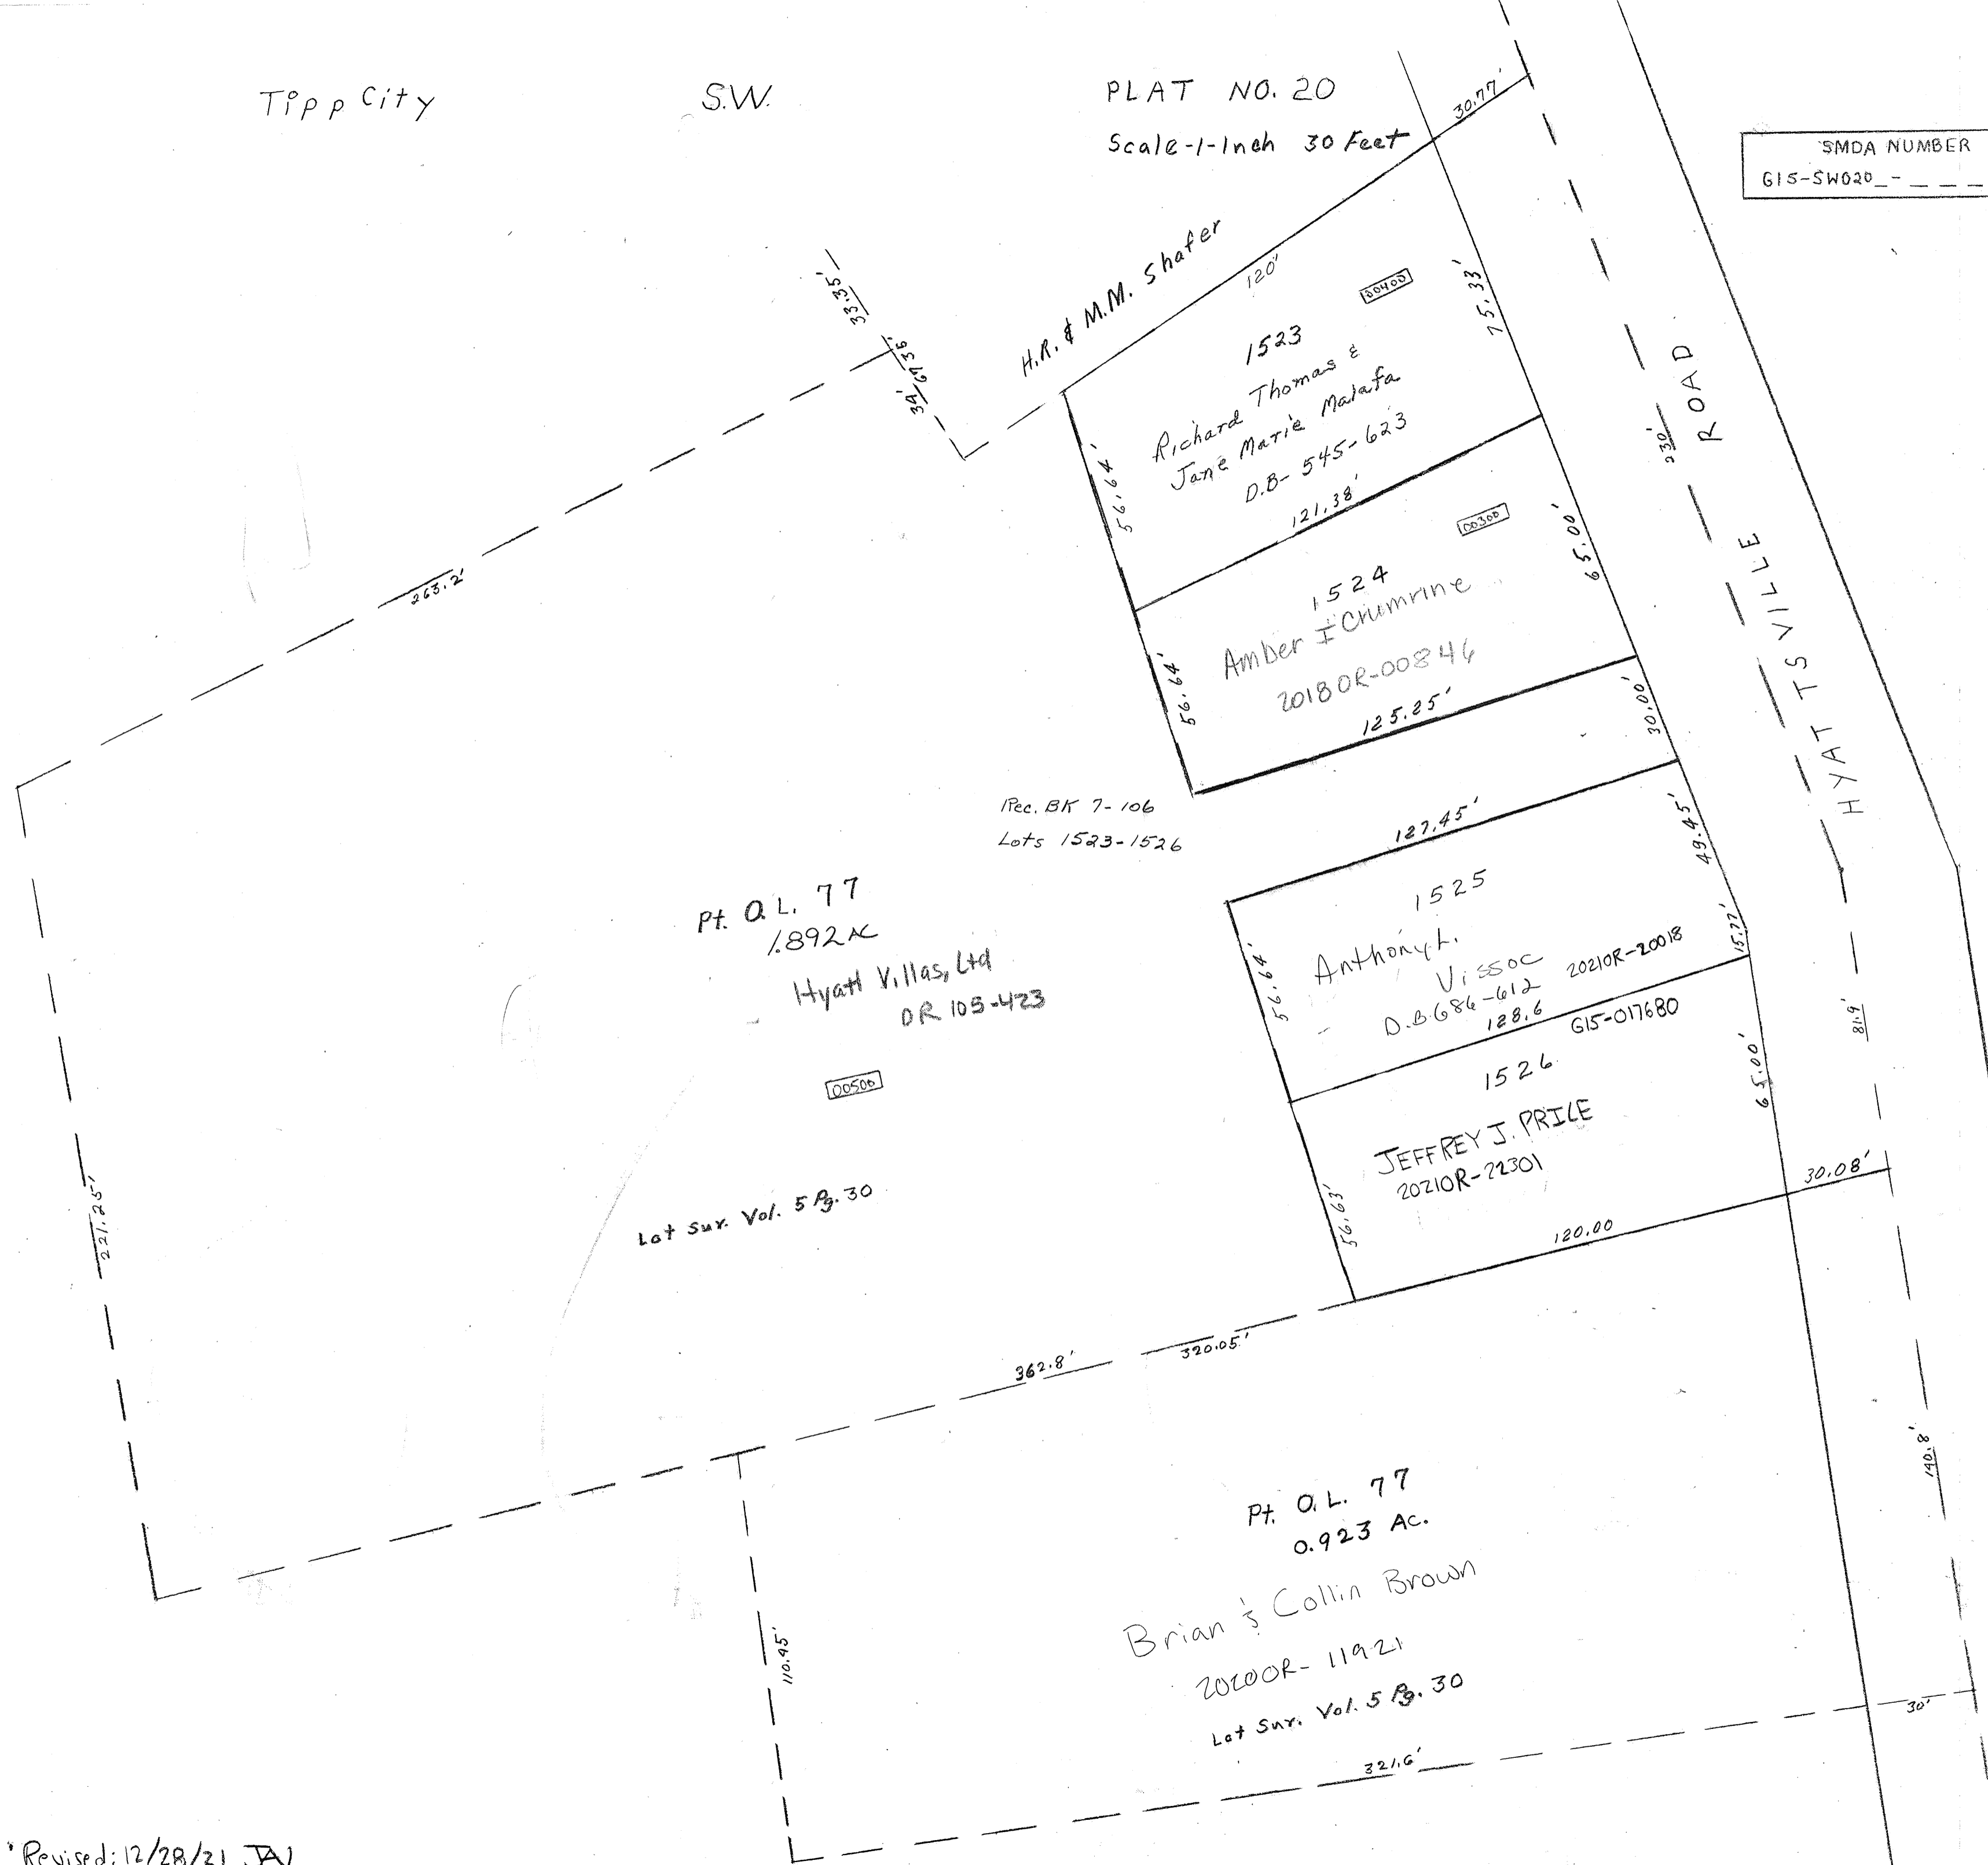 Tipp City
S.W.
PLAT NO. 20
Scale-1-Inch 30 Feet
SMDA NUMBER
G15-SW020_-_ _ _
30.77'
H.R. & M.M. Shafer
120'
33.35'
67.35'
34'
00400
75.33'
1523
Richard Thomas &
Jane Marie Malafa
D.B- 545-623
56.64'
121.38'
230'
HYATTSVILLE ROAD
263.2'
00300
65.00'
1524
Amber I Crumrine
2018OR-00846
56.64'
125.25'
30.00'
Rec. BK 7-106
Lots 1523-1526
127.45'
49.45'
Pt. O.L. 77
1.892 AC
Hyatt Villas, Ltd
OR 105-423
00500
Lot Sur. Vol. 5 Pg. 30
221.25'
1525
Anthony L.
Vissoc
D.B 686-612
2021OR-20018
15.77'
56.64'
128.6
G15-017680
81.9'
1526
JEFFREY J. PRILE
2021OR-22301
65.00'
56.63'
120.00
30.08'
362.8'
320.05'
140.8'
Pt. O.L. 77
0.923 Ac.
Brian & Collin Brown
2020OR-11921
Lot Sur. Vol. 5 Pg. 30
110.45'
321.6'
30'
Revised: 12/28/21